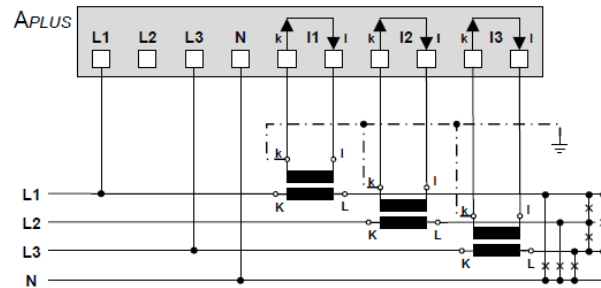 APLUS
L1 L2 L3 N k I1 l k I2 l k I3 l
k l
L1
K L
k l
L2
K L
k l
L3
K L
N